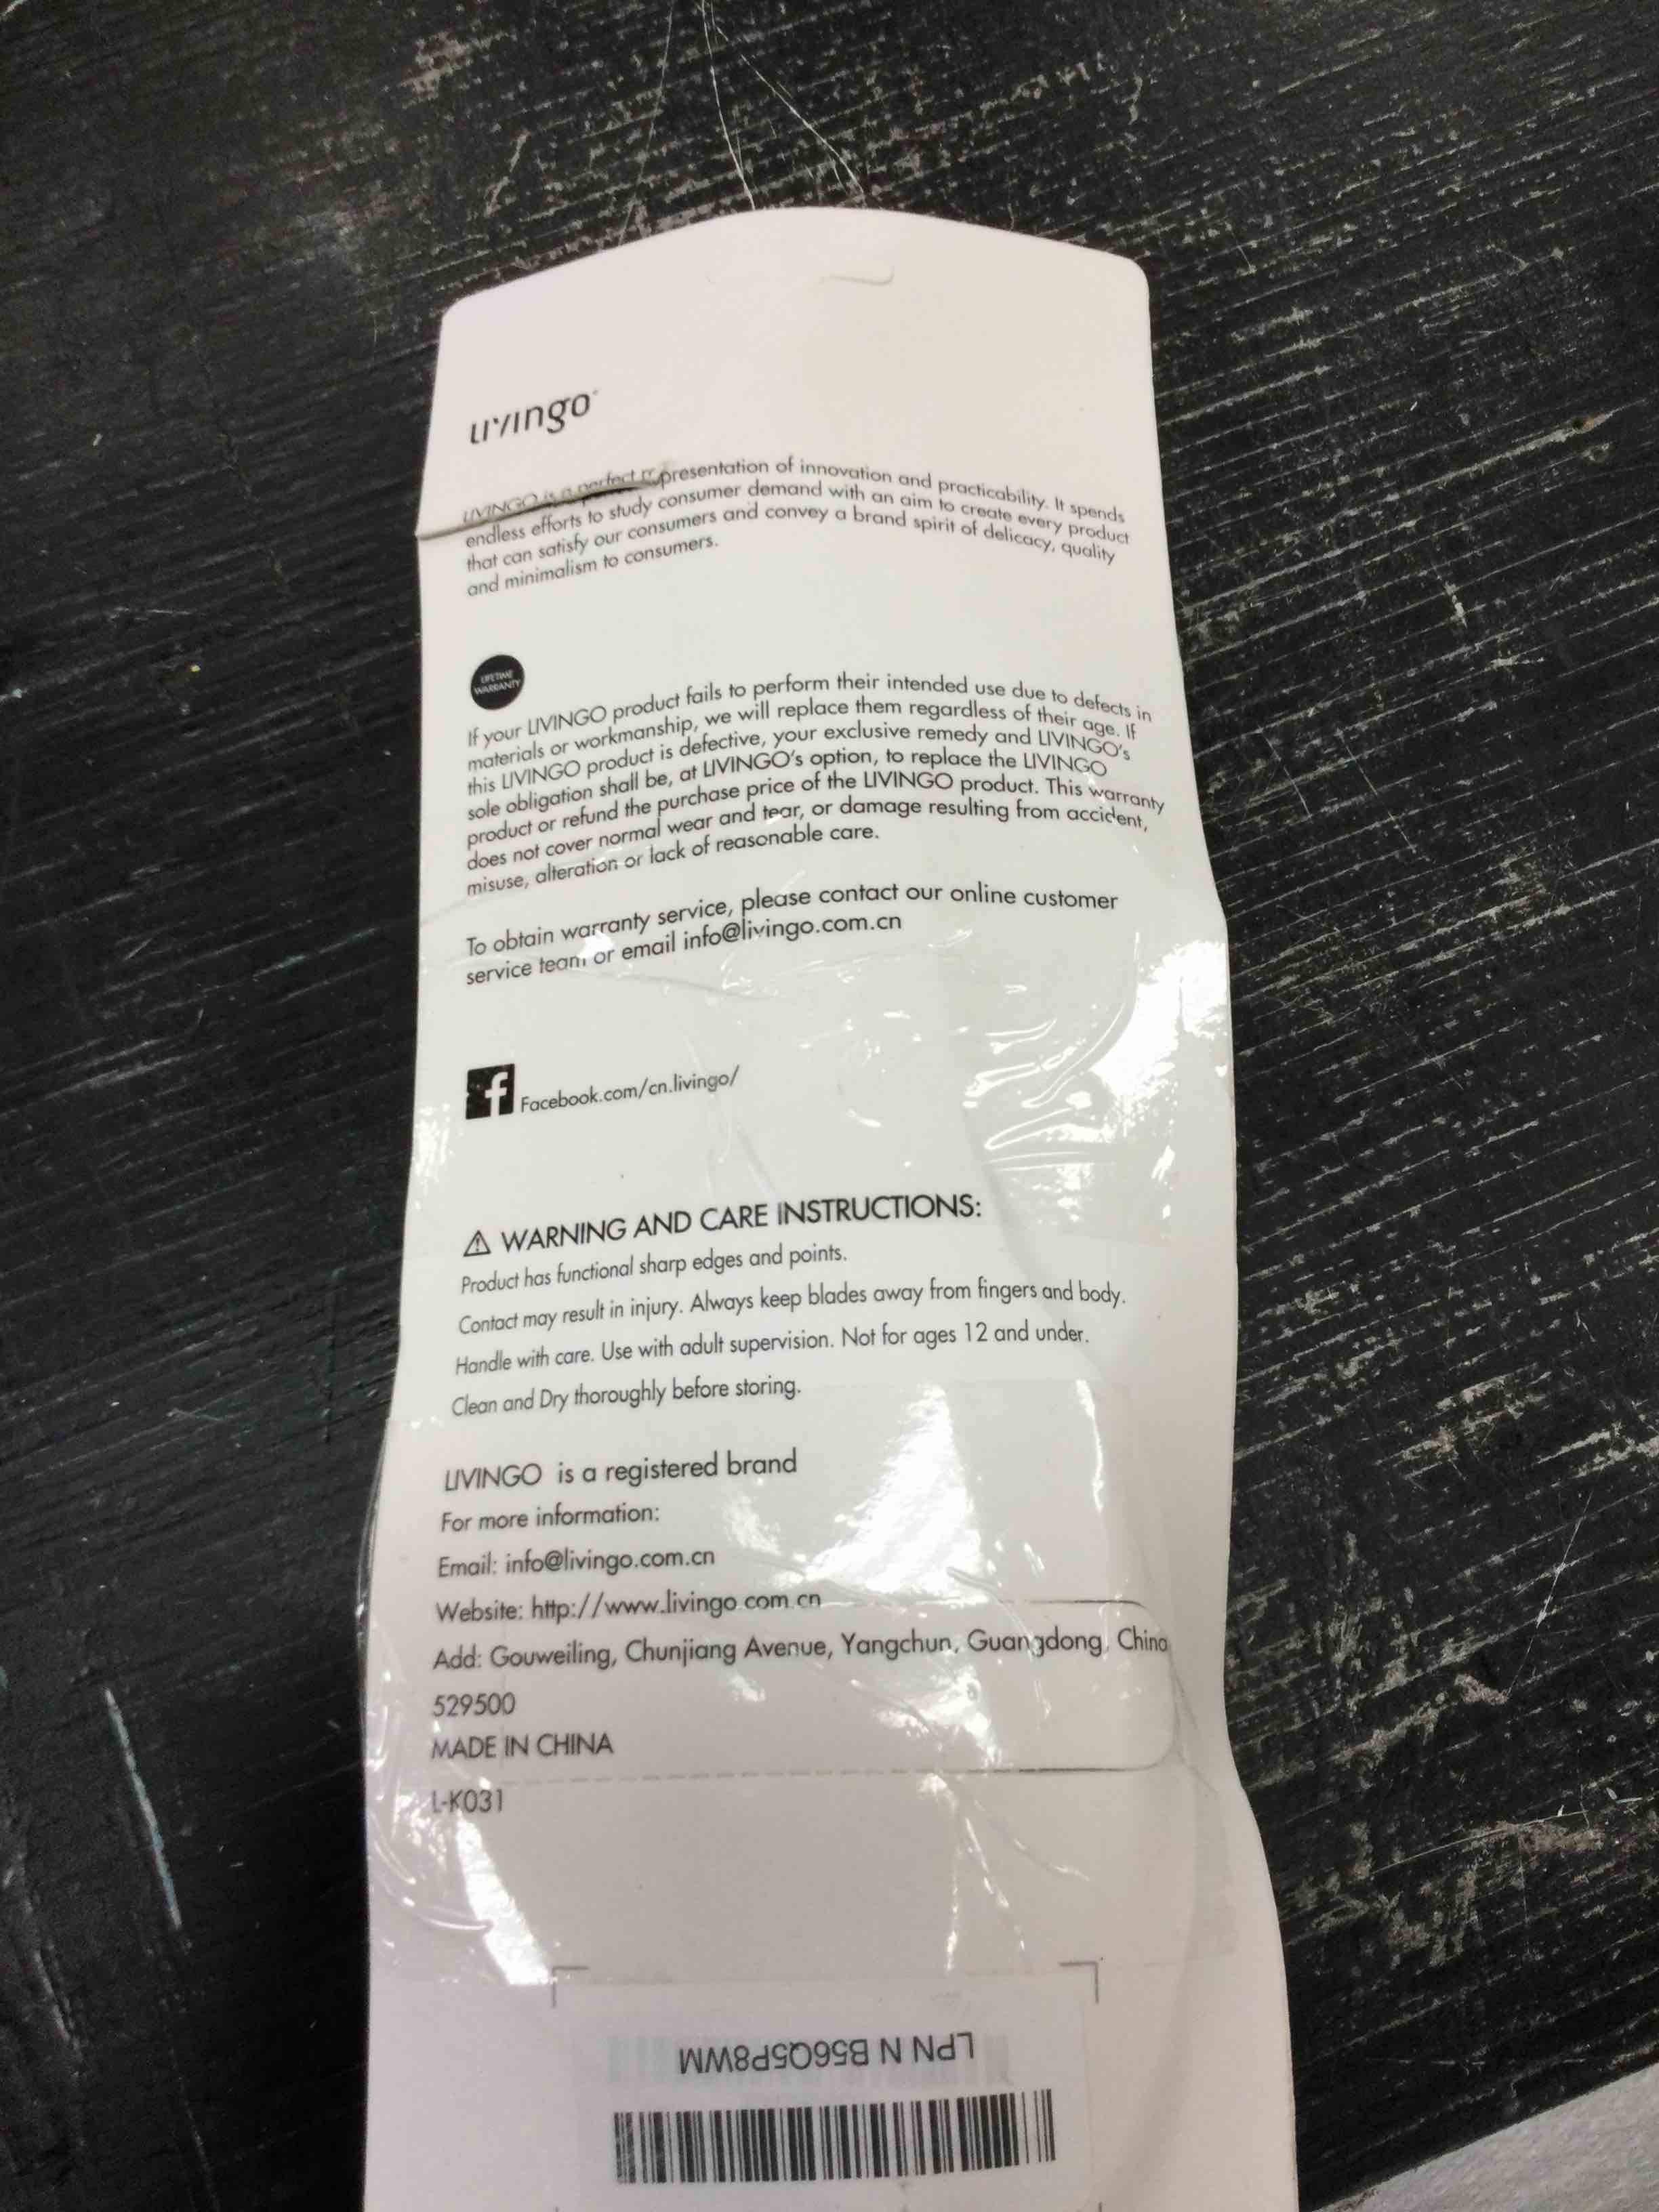 livingo
LIVINGO is a perfect representation of innovation and practicability. It spends
endless efforts to study consumer demand with an aim to create every product
that can satisfy our consumers and convey a brand spirit of delicacy, quality
and minimalism to consumers.
LIFETIME
WARRANTY
If your LIVINGO product fails to perform their intended use due to defects in
materials or workmanship, we will replace them regardless of their age. If
this LIVINGO product is defective, your exclusive remedy and LIVINGO's
sole obligation shall be, at LIVINGO's option, to replace the LIVINGO
product or refund the purchase price of the LIVINGO product. This warranty
does not cover normal wear and tear, or damage resulting from accident,
misuse, alteration or lack of reasonable care.
To obtain warranty service, please contact our online customer
service team or email info@livingo.com.cn
f Facebook.com/cn.livingo/
⚠ WARNING AND CARE INSTRUCTIONS:
Product has functional sharp edges and points.
Contact may result in injury. Always keep blades away from fingers and body.
Handle with care. Use with adult supervision. Not for ages 12 and under.
Clean and Dry thoroughly before storing.
LIVINGO is a registered brand
For more information:
Email: info@livingo.com.cn
Website: http://www.livingo.com.cn
Add: Gouweiling, Chunjiang Avenue, Yangchun, Guangdong, China
529500
MADE IN CHINA
L-K031
LPN N B56Q5P8WM